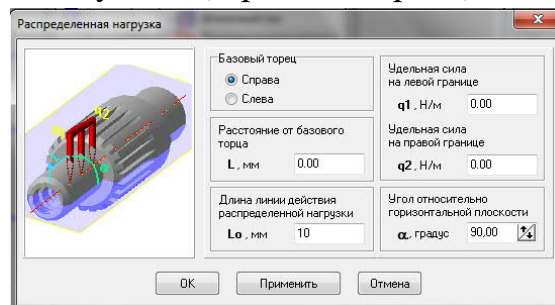 Распределенная нагрузка
q2
Базовый торец
Справа
Слева
Расстояние от базового
торца
L , мм 0.00
Длина линии действия
распределенной нагрузки
Lo , мм 10
Удельная сила
на левой границе
q1 , Н/м 0.00
Удельная сила
на правой границе
q2 , Н/м 0.00
Угол относительно
горизонтальной плоскости
α, градус 90,00
OK
Применить
Отмена